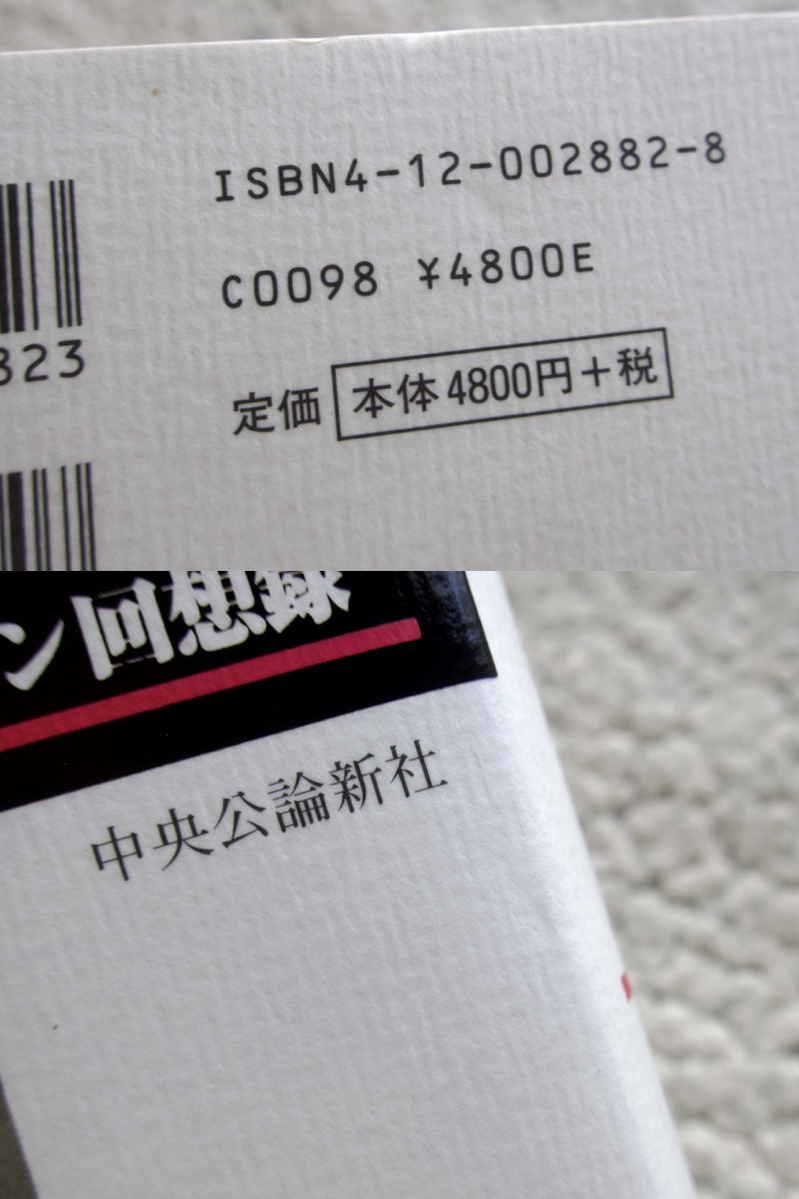 ISBN4-12-002882-8
C0098 ¥4800E
823
定価 本体4800円+税
ン回想録
中央公論新社